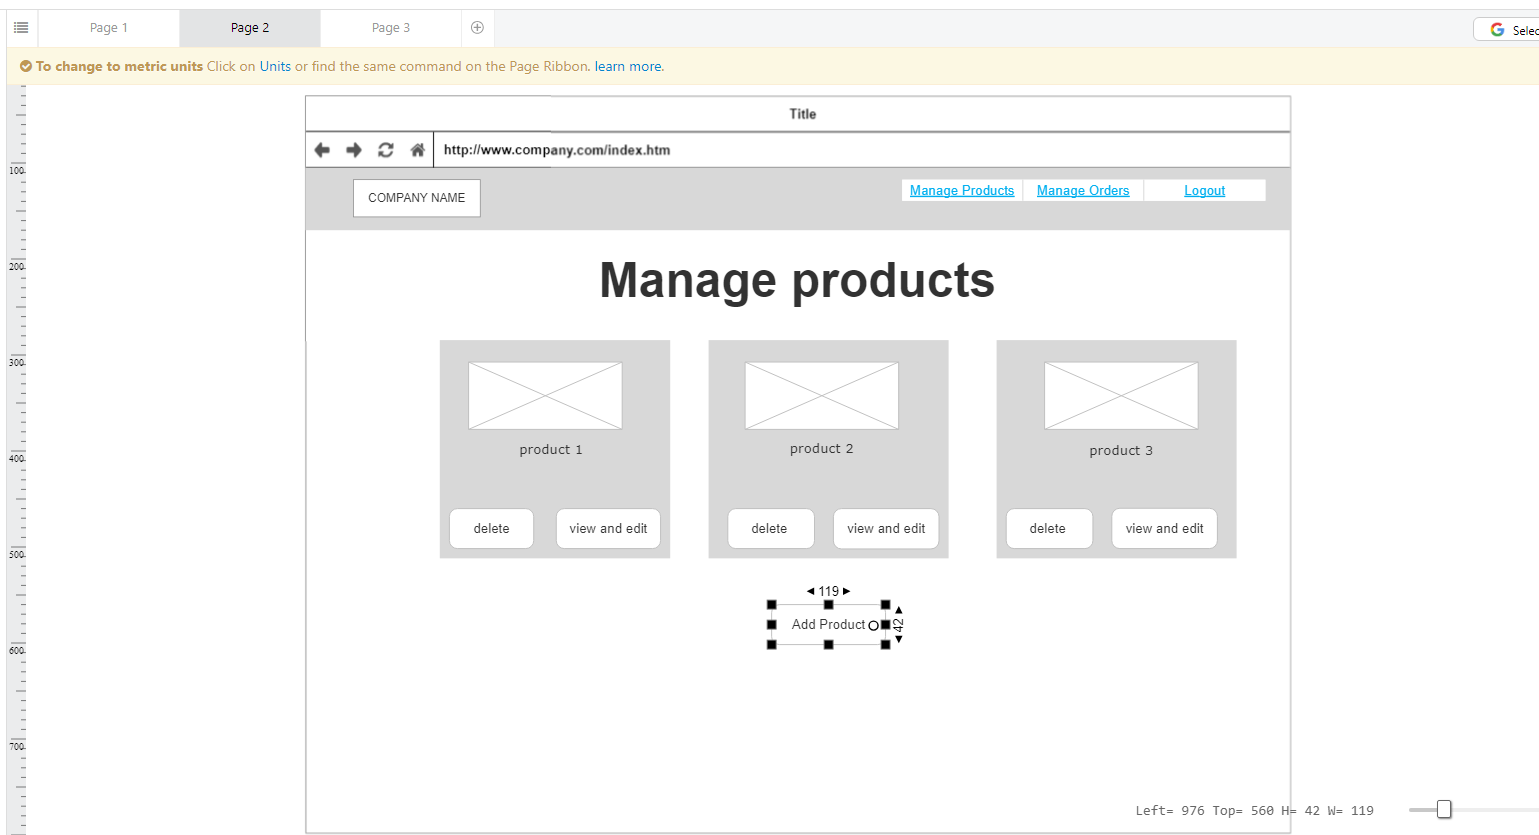 Page 1 Page 2 Page 3
To change to metric units Click on Units or find the same command on the Page Ribbon. learn more.
Title
http://www.company.com/index.htm
COMPANY NAME Manage Products Manage Orders Logout
Manage products
product 1 product 2 product 3
delete view and edit delete view and edit delete view and edit
119
Add Product 42
Left= 976 Top= 560 H= 42 W= 119
100
200
300
400
500
600
700